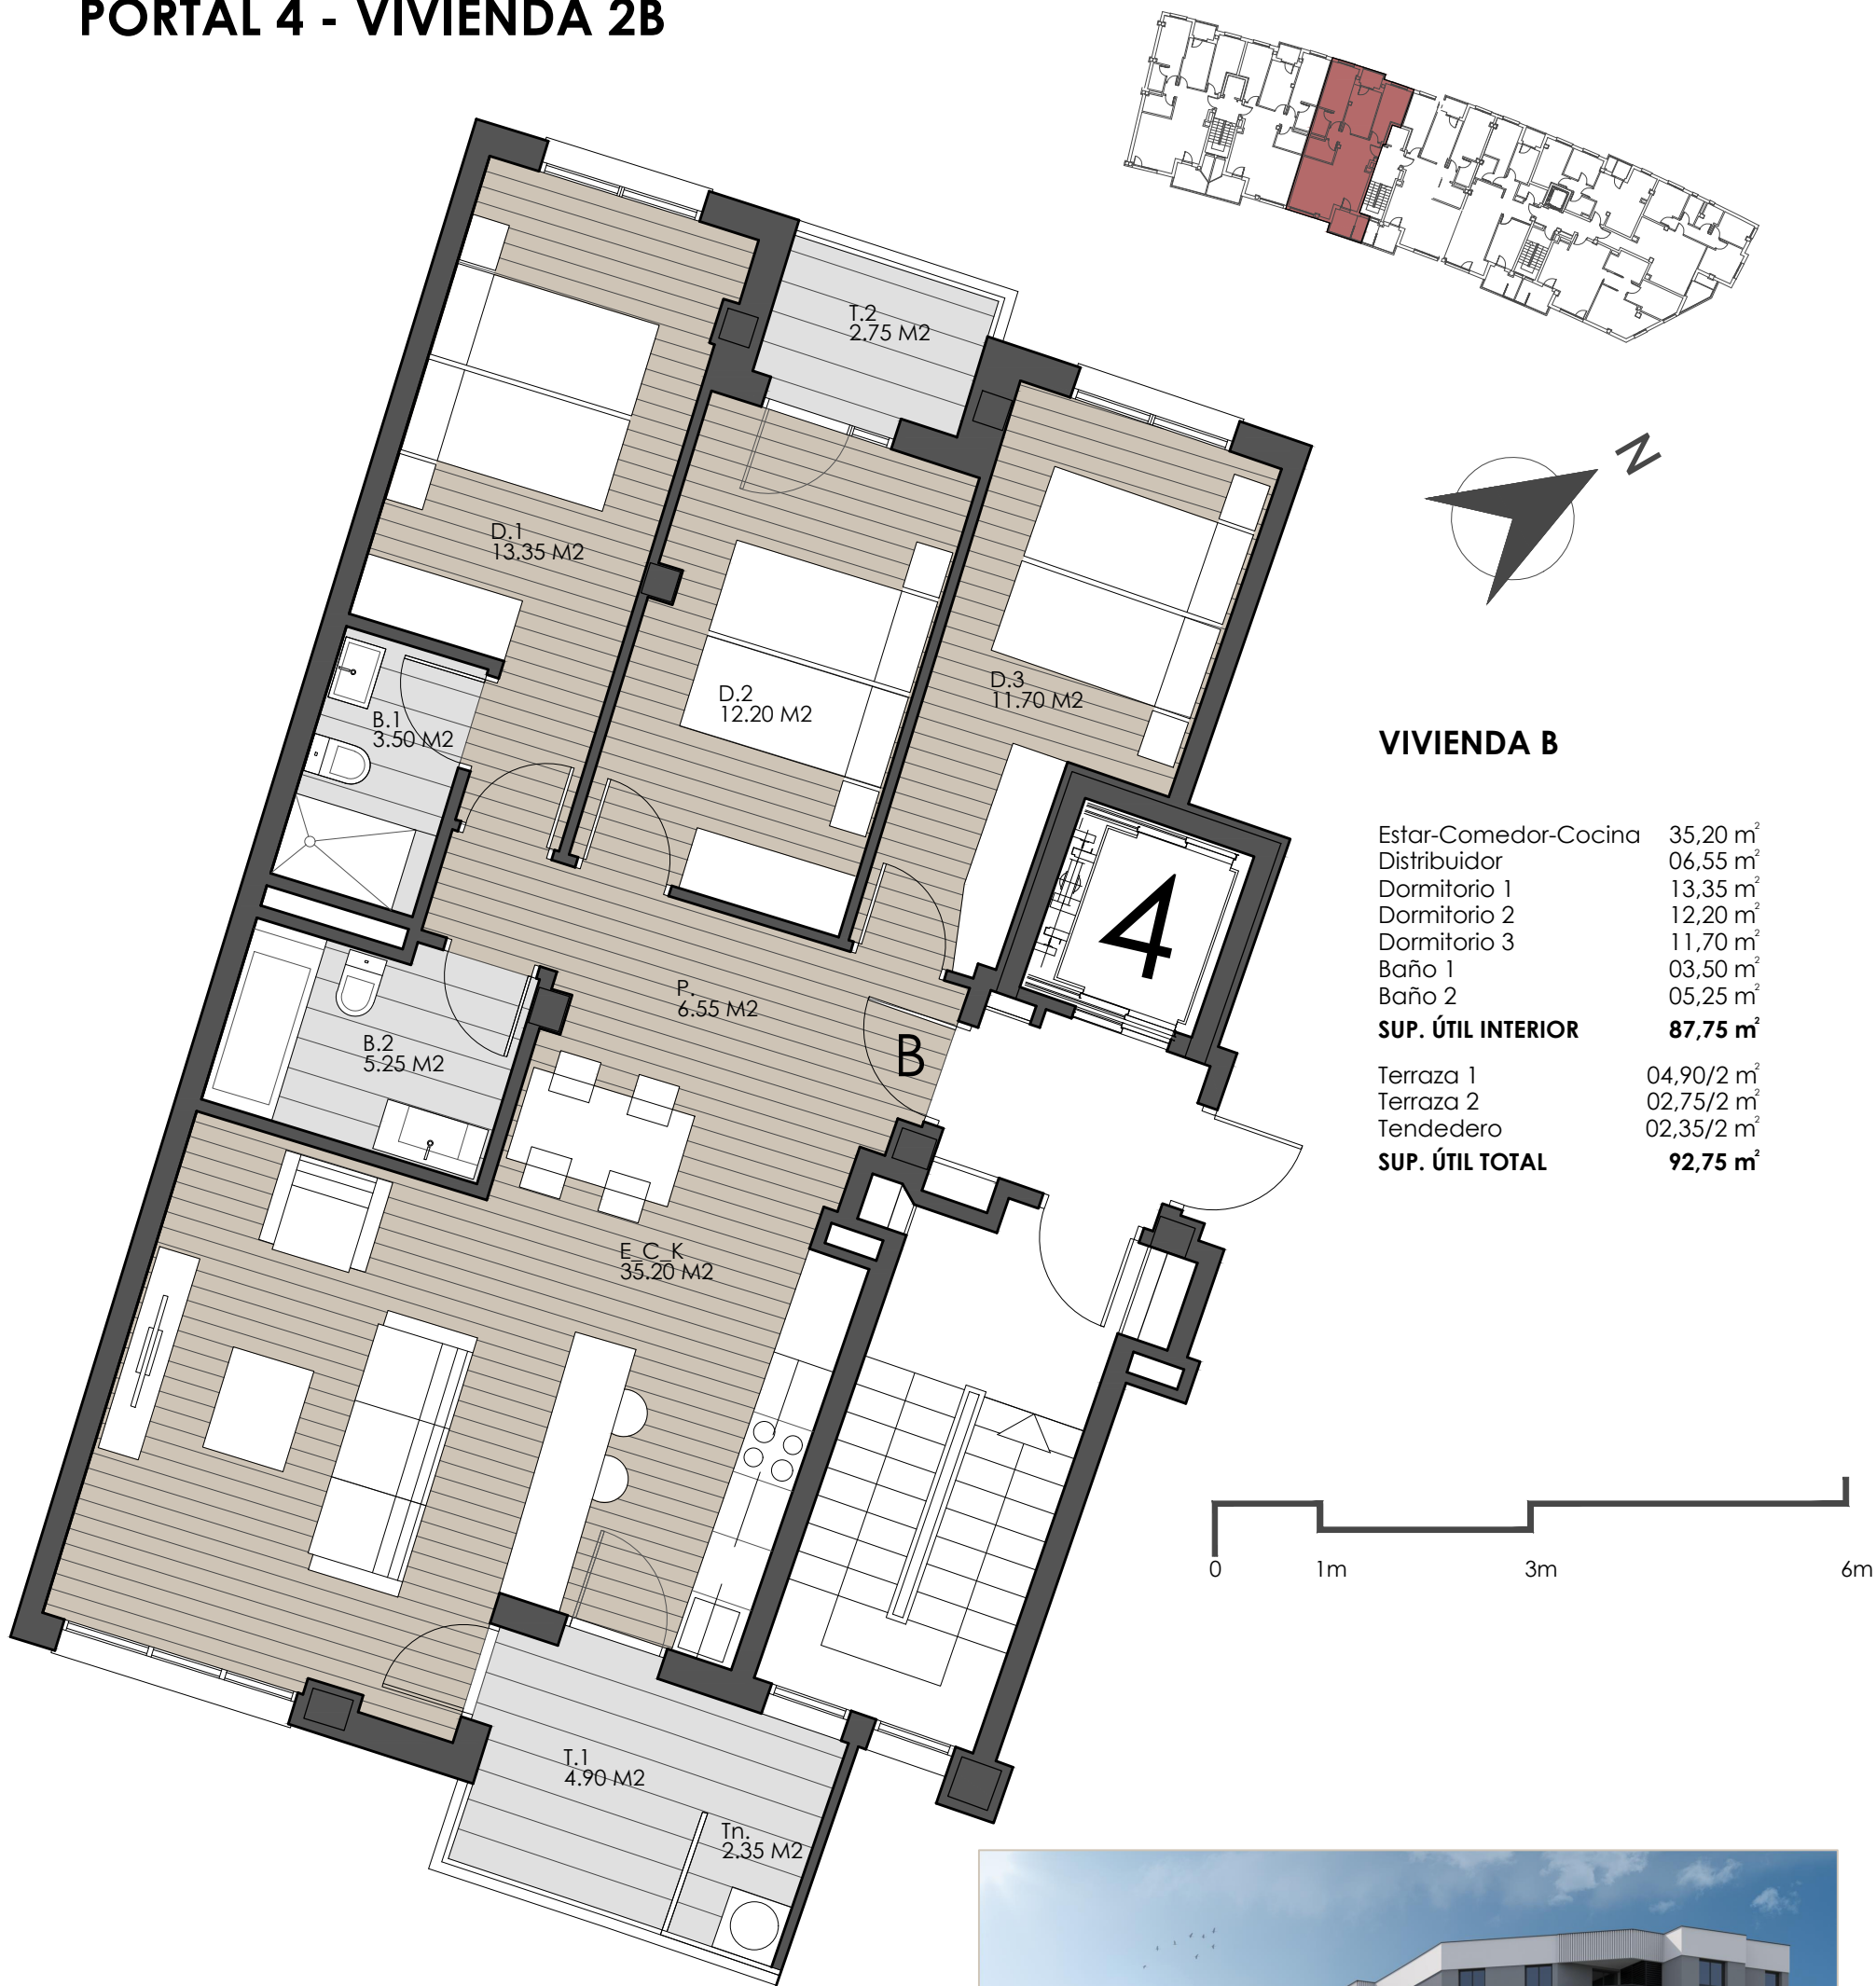 PORTAL 4 - VIVIENDA 2B
T.2
2.75 M2
N
D.1
13.35 M2
D.2
12.20 M2
D.3
11.70 M2
B.1
3.50 M2
4
P.
6.55 M2
B
B.2
5.25 M2
E_C_K
35.20 M2
T.1
4.90 M2
Tn.
2.35 M2
VIVIENDA B
Estar-Comedor-Cocina 35,20 m²
Distribuidor 06,55 m²
Dormitorio 1 13,35 m²
Dormitorio 2 12,20 m²
Dormitorio 3 11,70 m²
Baño 1 03,50 m²
Baño 2 05,25 m²
SUP. ÚTIL INTERIOR 87,75 m²
Terraza 1 04,90/2 m²
Terraza 2 02,75/2 m²
Tendedero 02,35/2 m²
SUP. ÚTIL TOTAL 92,75 m²
0 1m 3m 6m